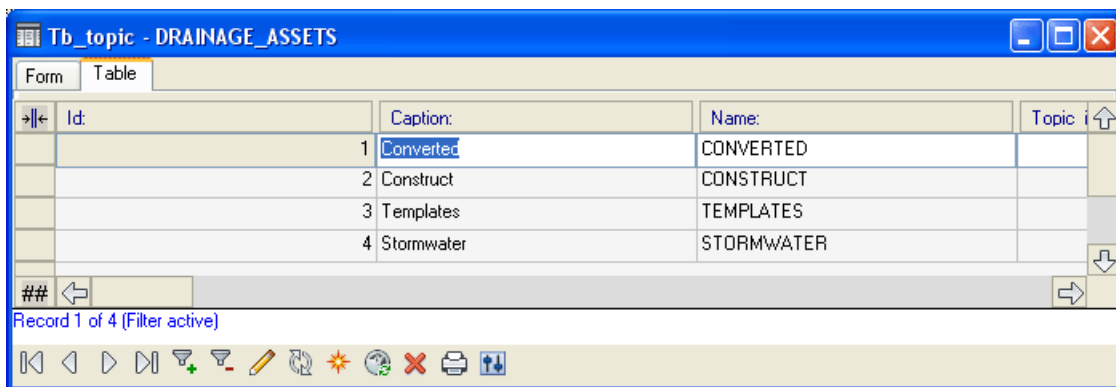 Tb_topic - DRAINAGE_ASSETS
Form Table
Id: Caption: Name: Topic i
1 Converted CONVERTED
2 Construct CONSTRUCT
3 Templates TEMPLATES
4 Stormwater STORMWATER
##
Record 1 of 4 (Filter active)